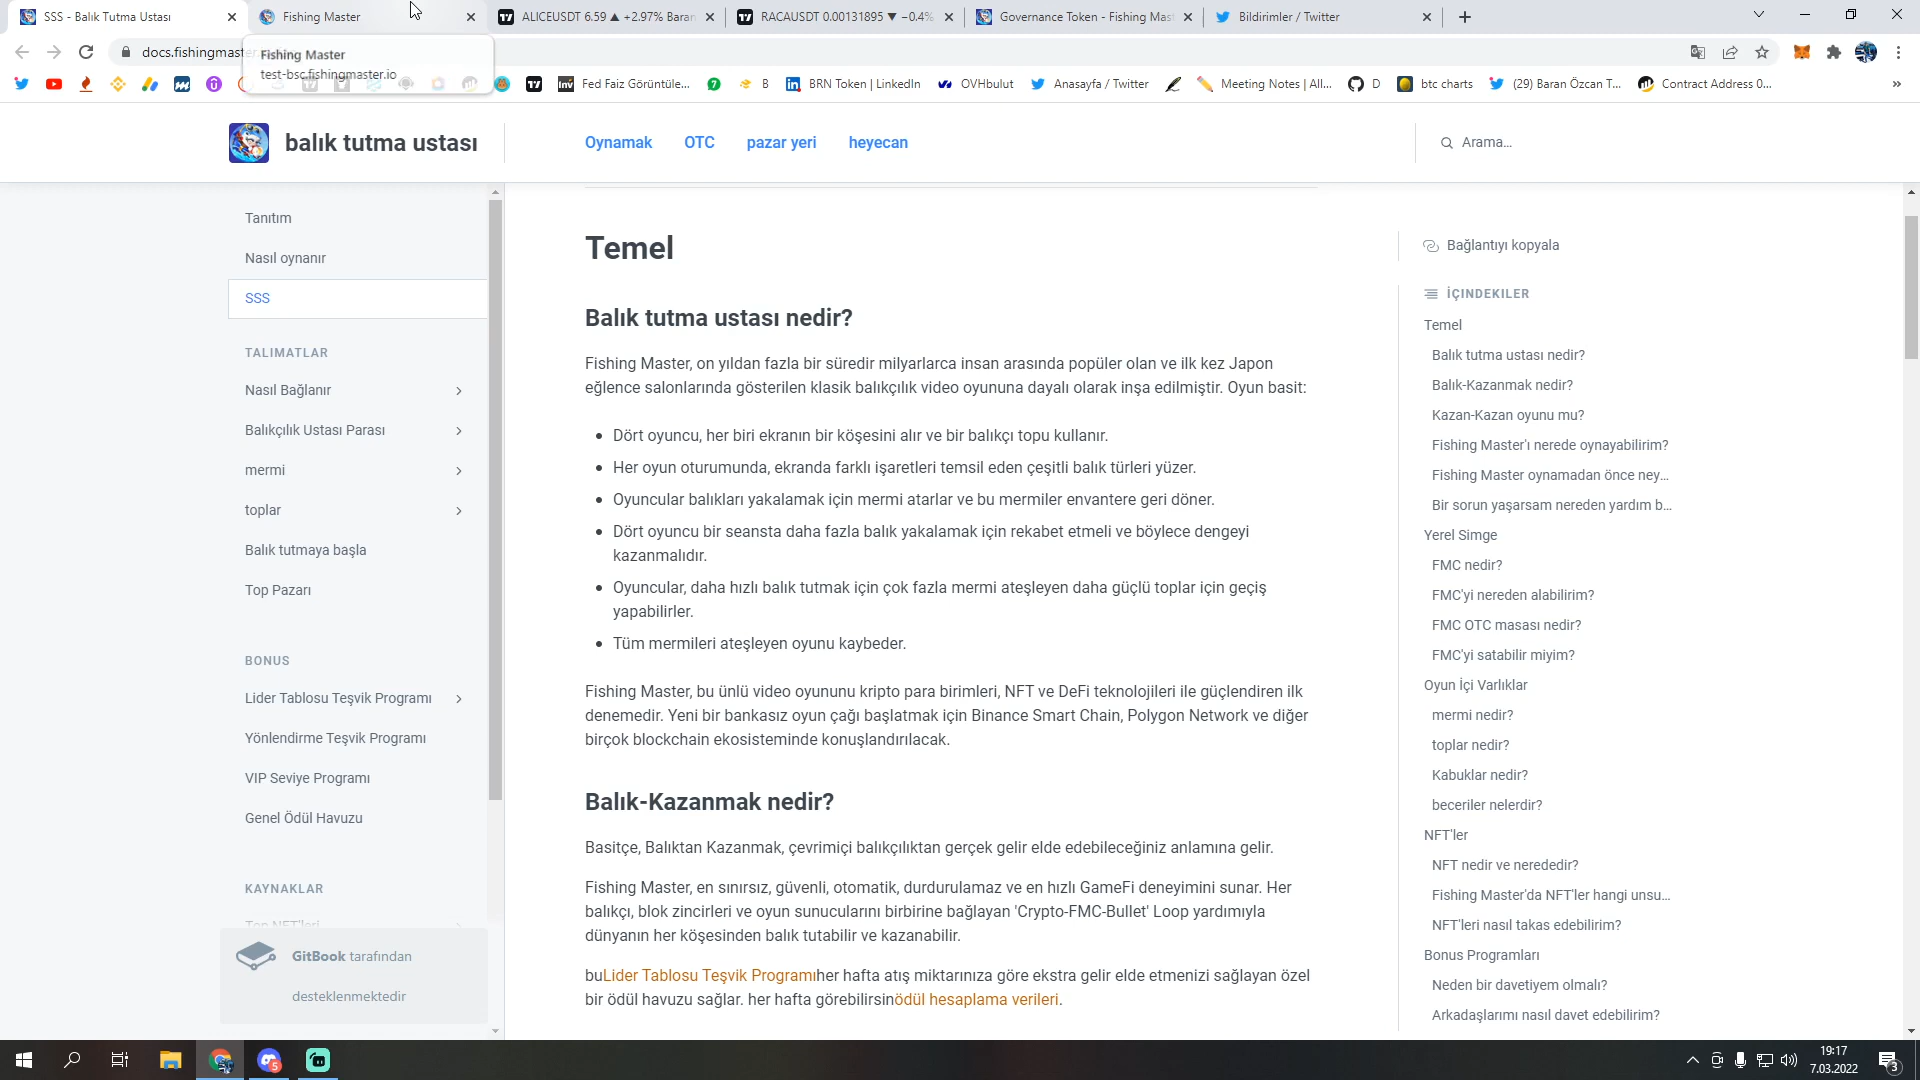 SSS - Balık Tutma Ustası
Fishing Master
ALICEUSDT 6.59 ▲ +2.97% Baran
RACAUSDT 0.00131895 ▼ −0.4%
Governance Token - Fishing Mast
Bildirimler / Twitter
docs.fishingmaster
Fishing Master
test-bsc.fishingmaster.io
Fed Faiz Görüntüle...
B
BRN Token | LinkedIn
OVHbulut
Anasayfa / Twitter
Meeting Notes | All...
D
btc charts
(29) Baran Özcan T...
Contract Address 0...
»
balık tutma ustası
Oynamak
OTC
pazar yeri
heyecan
Arama...
Tanıtım
Nasıl oynanır
SSS
TALIMATLAR
Nasıl Bağlanır
Balıkçılık Ustası Parası
mermi
toplar
Balık tutmaya başla
Top Pazarı
BONUS
Lider Tablosu Teşvik Programı
Yönlendirme Teşvik Programı
VIP Seviye Programı
Genel Ödül Havuzu
KAYNAKLAR
Top NFT'leri
GitBook tarafından
desteklenmektedir
Temel
Balık tutma ustası nedir?
Fishing Master, on yıldan fazla bir süredir milyarlarca insan arasında popüler olan ve ilk kez Japon
eğlence salonlarında gösterilen klasik balıkçılık video oyununa dayalı olarak inşa edilmiştir. Oyun basit:
• Dört oyuncu, her biri ekranın bir köşesini alır ve bir balıkçı topu kullanır.
• Her oyun oturumunda, ekranda farklı işaretleri temsil eden çeşitli balık türleri yüzer.
• Oyuncular balıkları yakalamak için mermi atarlar ve bu mermiler envantere geri döner.
• Dört oyuncu bir seansta daha fazla balık yakalamak için rekabet etmeli ve böylece dengeyi
kazanmalıdır.
• Oyuncular, daha hızlı balık tutmak için çok fazla mermi ateşleyen daha güçlü toplar için geçiş
yapabilirler.
• Tüm mermileri ateşleyen oyunu kaybeder.
Fishing Master, bu ünlü video oyununu kripto para birimleri, NFT ve DeFi teknolojileri ile güçlendiren ilk
denemedir. Yeni bir bankasız oyun çağı başlatmak için Binance Smart Chain, Polygon Network ve diğer
birçok blockchain ekosisteminde konuşlandırılacak.
Balık-Kazanmak nedir?
Basitçe, Balıktan Kazanmak, çevrimiçi balıkçılıktan gerçek gelir elde edebileceğiniz anlamına gelir.
Fishing Master, en sınırsız, güvenli, otomatik, durdurulamaz ve en hızlı GameFi deneyimini sunar. Her
balıkçı, blok zincirleri ve oyun sunucularını birbirine bağlayan 'Crypto-FMC-Bullet' Loop yardımıyla
dünyanın her köşesinden balık tutabilir ve kazanabilir.
buLider Tablosu Teşvik Programıher hafta atış miktarınıza göre ekstra gelir elde etmenizi sağlayan özel
bir ödül havuzu sağlar. her hafta görebilirsinödül hesaplama verileri.
Bağlantıyı kopyala
İÇINDEKILER
Temel
Balık tutma ustası nedir?
Balık-Kazanmak nedir?
Kazan-Kazan oyunu mu?
Fishing Master'ı nerede oynayabilirim?
Fishing Master oynamadan önce ney...
Bir sorun yaşarsam nereden yardım b...
Yerel Simge
FMC nedir?
FMC'yi nereden alabilirim?
FMC OTC masası nedir?
FMC'yi satabilir miyim?
Oyun İçi Varlıklar
mermi nedir?
toplar nedir?
Kabuklar nedir?
beceriler nelerdir?
NFT'ler
NFT nedir ve nerededir?
Fishing Master'da NFT'ler hangi unsu...
NFT'leri nasıl takas edebilirim?
Bonus Programları
Neden bir davetiyem olmalı?
Arkadaşlarımı nasıl davet edebilirim?
19:17
7.03.2022
3